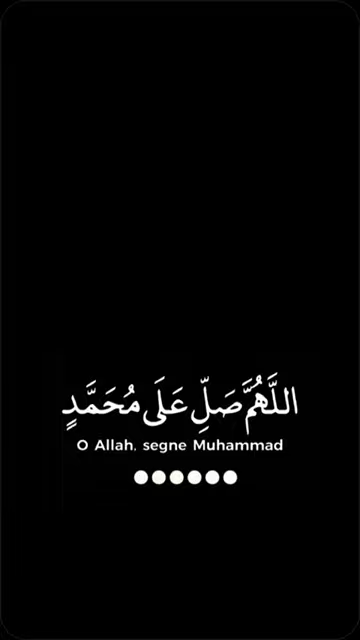 اللَّهُمَّ صَلِّ عَلَى مُحَمَّدٍ
O Allah, segne Muhammad